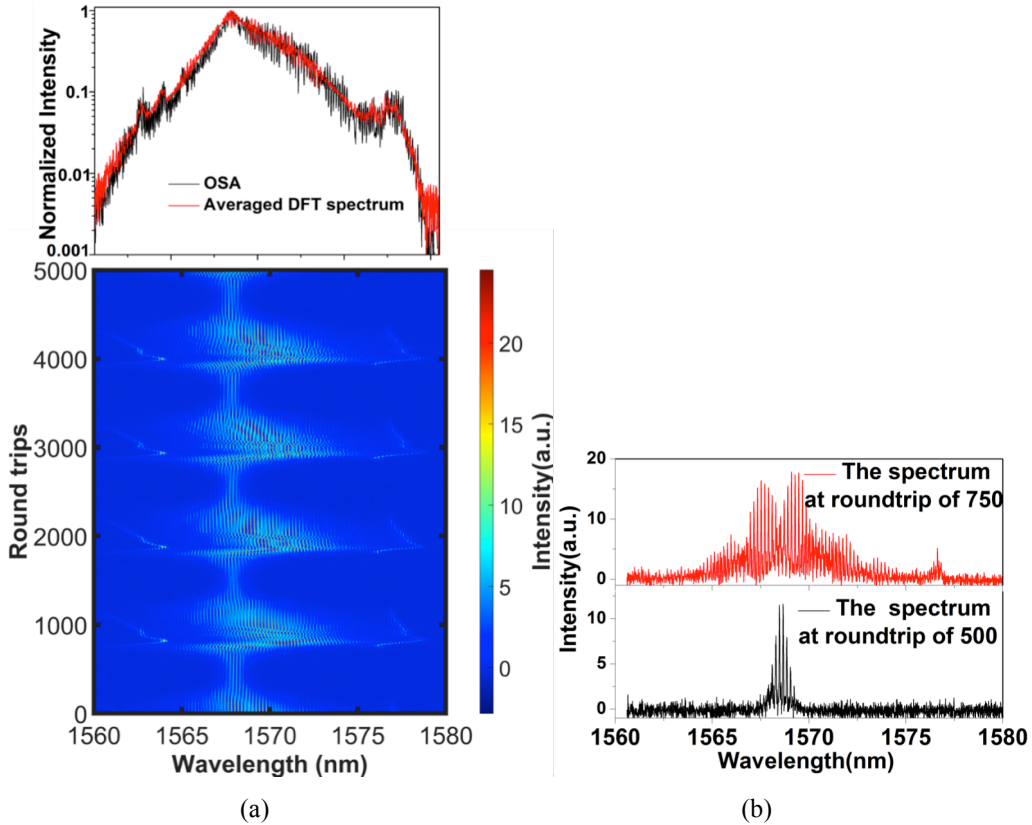 1
0.1
0.01
0.001
Normalized Intensity
OSA
Averaged DFT spectrum
5000
4000
3000
2000
1000
0
Round trips
1560 1565 1570 1575 1580
Wavelength (nm)
20
15
10
5
0
Intensity(a.u.)
20
10
0
The spectrum
at roundtrip of 750
10
5
0
The spectrum
at roundtrip of 500
Intensity(a.u.)
1560 1565 1570 1575 1580
Wavelength(nm)
(a)
(b)